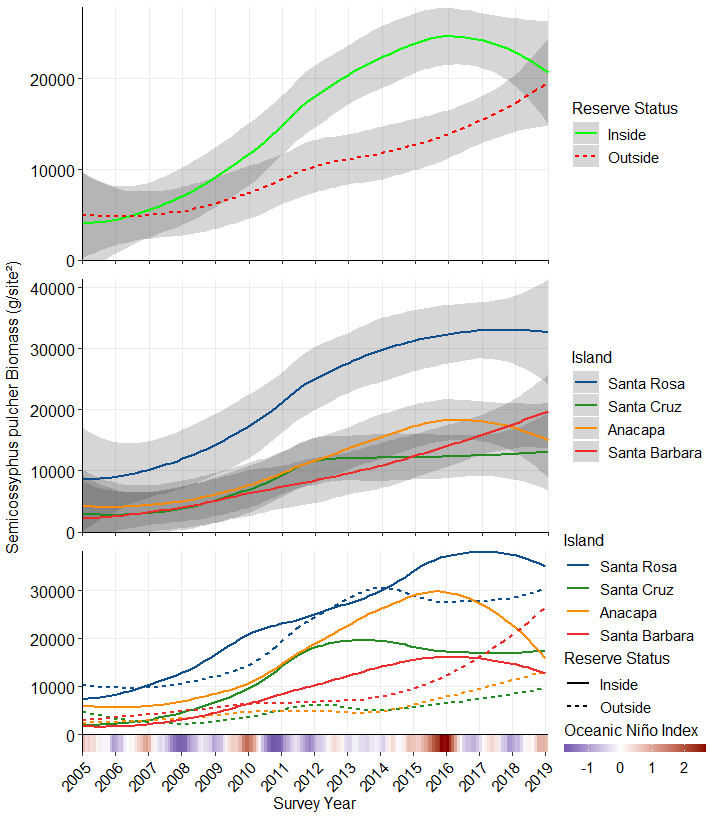 Semicossyphus pulcher Biomass (g/site²)
20000
10000
0
Reserve Status
Inside
Outside
40000
30000
20000
10000
0
Island
Santa Rosa
Santa Cruz
Anacapa
Santa Barbara
30000
20000
10000
0
Island
Santa Rosa
Santa Cruz
Anacapa
Santa Barbara
Reserve Status
Inside
Outside
Oceanic Niño Index
-1 0 1 2
2005 2006 2007 2008 2009 2010 2011 2012 2013 2014 2015 2016 2017 2018 2019
Survey Year